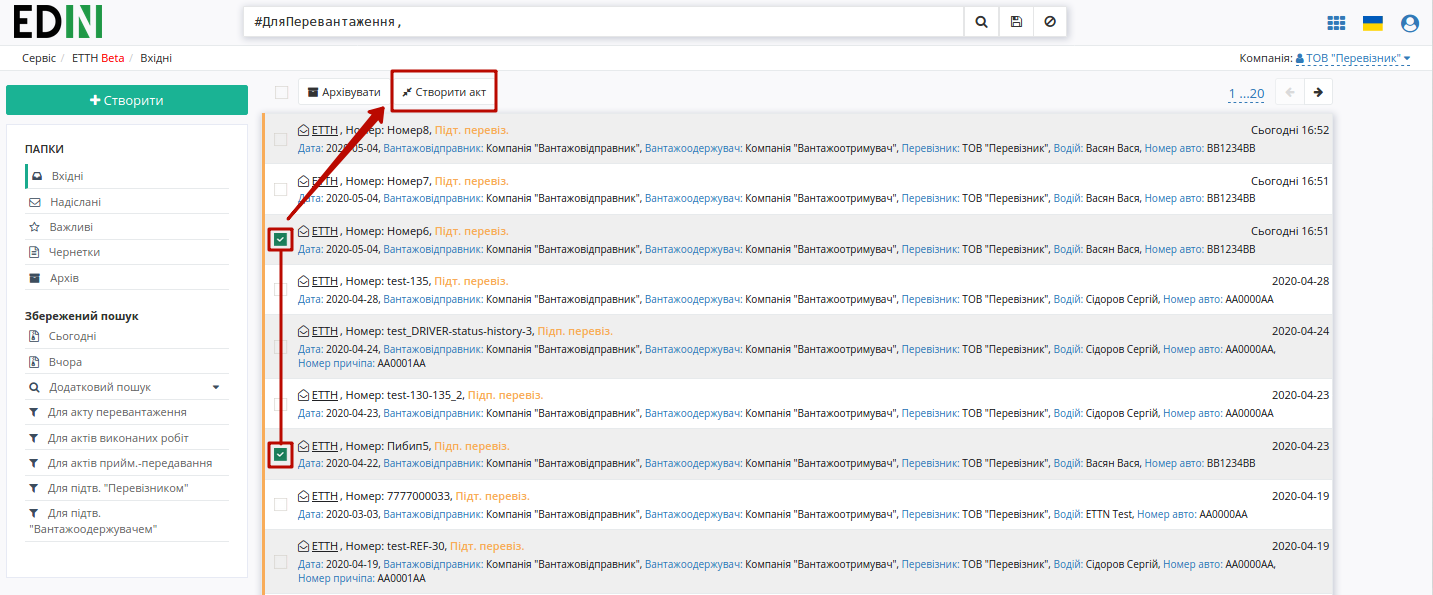 EDIN
#ДляПеревантаження,
Сервіс / ЕТТН Beta / Вхідні
Компанія: ТОВ "Перевізник"
Створити
Архівувати
Створити акт
1 ...20
ПАПКИ
Вхідні
Надіслані
Важливі
Чернетки
Архів
Збережений пошук
Сьогодні
Вчора
Додатковий пошук
Для акту перевантаження
Для актів виконаних робіт
Для актів прийм.-передавання
Для підтв. "Перевізником"
Для підтв.
"Вантажоодержувачем"
ЕТТН , Номер: Номер8, Підт. перевіз. Сьогодні 16:52
Дата: 2020-05-04, Вантажовідправник: Компанія "Вантажовідправник", Вантажоодержувач: Компанія "Вантажоотримувач", Перевізник: ТОВ "Перевізник", Водій: Васян Вася, Номер авто: ВВ1234ВВ
ЕТТН , Номер: Номер7, Підт. перевіз. Сьогодні 16:51
Дата: 2020-05-04, Вантажовідправник: Компанія "Вантажовідправник", Вантажоодержувач: Компанія "Вантажоотримувач", Перевізник: ТОВ "Перевізник", Водій: Васян Вася, Номер авто: ВВ1234ВВ
ЕТТН , Номер: Номер6, Підт. перевіз. Сьогодні 16:51
Дата: 2020-05-04, Вантажовідправник: Компанія "Вантажовідправник", Вантажоодержувач: Компанія "Вантажоотримувач", Перевізник: ТОВ "Перевізник", Водій: Васян Вася, Номер авто: ВВ1234ВВ
ЕТТН , Номер: test-135, Підт. перевіз. 2020-04-28
Дата: 2020-04-28, Вантажовідправник: Компанія "Вантажовідправник", Вантажоодержувач: Компанія "Вантажоотримувач", Перевізник: ТОВ "Перевізник", Водій: Сідоров Сергій, Номер авто: АА0000АА
ЕТТН , Номер: test_DRIVER-status-history-3, Підп. перевіз. 2020-04-24
Дата: 2020-04-24, Вантажовідправник: Компанія "Вантажовідправник", Вантажоодержувач: Компанія "Вантажоотримувач", Перевізник: ТОВ "Перевізник", Водій: Сідоров Сергій, Номер авто: АА0000АА,
Номер причіпа: АА0001АА
ЕТТН , Номер: test-130-135_2, Підп. перевіз. 2020-04-23
Дата: 2020-04-23, Вантажовідправник: Компанія "Вантажовідправник", Вантажоодержувач: Компанія "Вантажоотримувач", Перевізник: ТОВ "Перевізник", Водій: Сідоров Сергій, Номер авто: АА0000АА
ЕТТН , Номер: Пибип5, Підп. перевіз. 2020-04-23
Дата: 2020-04-22, Вантажовідправник: Компанія "Вантажовідправник", Вантажоодержувач: Компанія "Вантажоотримувач", Перевізник: ТОВ "Перевізник", Водій: Васян Вася, Номер авто: ВВ1234ВВ
ЕТТН , Номер: 7777000033, Підт. перевіз. 2020-04-19
Дата: 2020-03-03, Вантажовідправник: Компанія "Вантажовідправник", Вантажоодержувач: Компанія "Вантажоотримувач", Перевізник: ТОВ "Перевізник", Водій: ETTN Test, Номер авто: АА0000АА
ЕТТН , Номер: test-REF-30, Підт. перевіз. 2020-04-19
Дата: 2020-04-19, Вантажовідправник: Компанія "Вантажовідправник", Вантажоодержувач: Компанія "Вантажоотримувач", Перевізник: ТОВ "Перевізник", Водій: Сідоров Сергій, Номер авто: АА0000АА,
Номер причіпа: АА0001АА